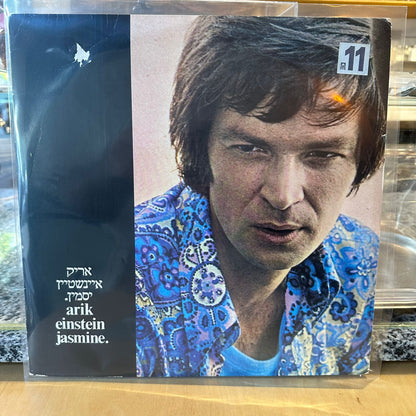 11
אריק
איינשטיין
יסמין.
arik
einstein
jasmine.